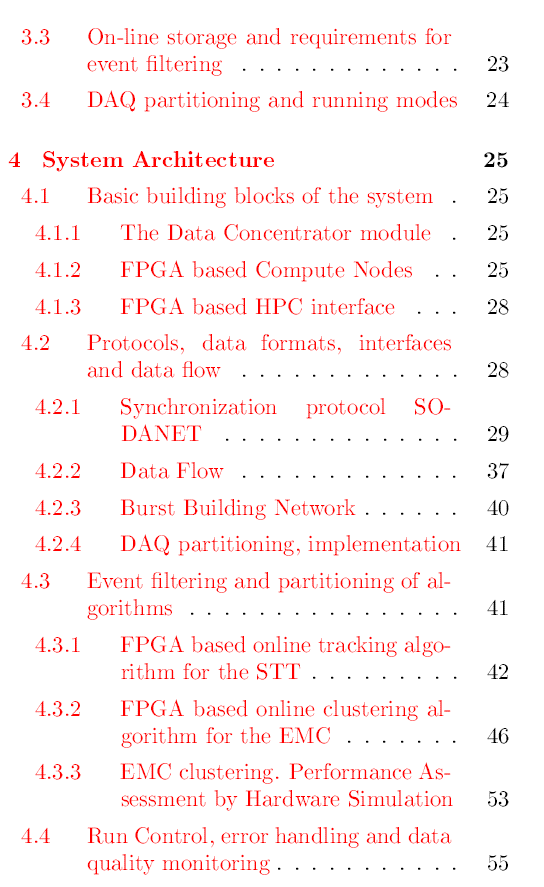 3.3 On-line storage and requirements for
event filtering . . . . . . . . . . . . . 23
3.4 DAQ partitioning and running modes 24
4 System Architecture 25
4.1 Basic building blocks of the system . 25
4.1.1 The Data Concentrator module . 25
4.1.2 FPGA based Compute Nodes . . 25
4.1.3 FPGA based HPC interface . . . 28
4.2 Protocols, data formats, interfaces
and data flow . . . . . . . . . . . . . 28
4.2.1 Synchronization protocol SO-
DANET . . . . . . . . . . . . . . 29
4.2.2 Data Flow . . . . . . . . . . . . . 37
4.2.3 Burst Building Network . . . . . . 40
4.2.4 DAQ partitioning, implementation 41
4.3 Event filtering and partitioning of al-
gorithms . . . . . . . . . . . . . . . . 41
4.3.1 FPGA based online tracking algo-
rithm for the STT . . . . . . . . . 42
4.3.2 FPGA based online clustering al-
gorithm for the EMC . . . . . . . 46
4.3.3 EMC clustering. Performance As-
sessment by Hardware Simulation 53
4.4 Run Control, error handling and data
quality monitoring . . . . . . . . . . . 55